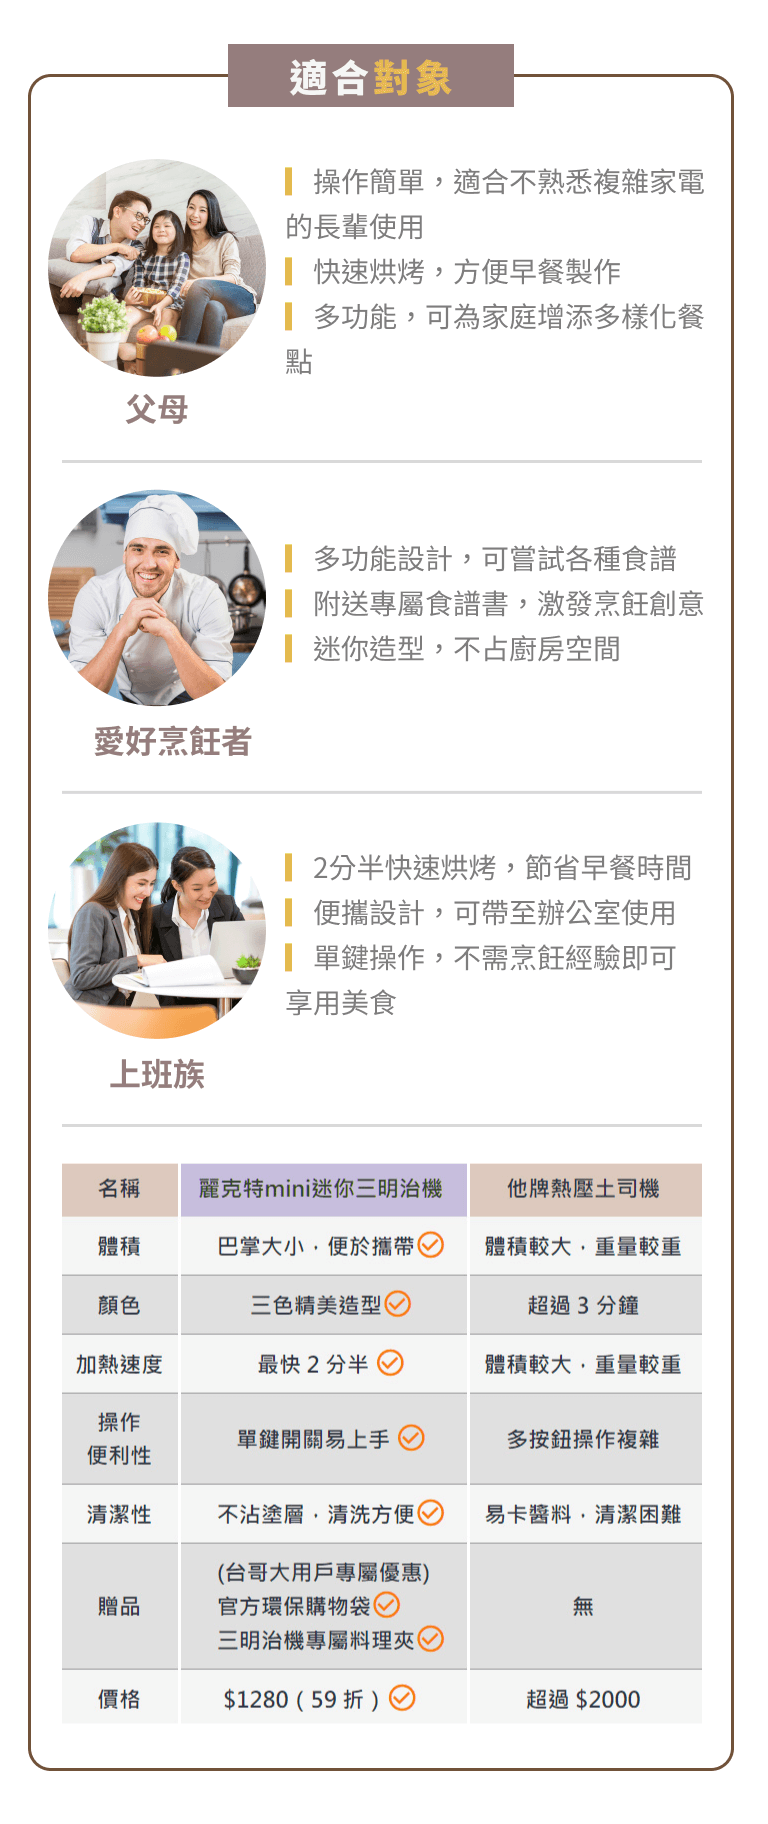 適合對象
操作簡單，適合不熟悉複雜家電
的長輩使用
快速烘烤，方便早餐製作
多功能，可為家庭增添多樣化餐
點
父母
多功能設計，可嘗試各種食譜
附送專屬食譜書，激發烹飪創意
迷你造型，不占廚房空間
愛好烹飪者
2分半快速烘烤，節省早餐時間
便攜設計，可帶至辦公室使用
單鍵操作，不需烹飪經驗即可
享用美食
上班族
名稱 麗克特mini迷你三明治機 他牌熱壓土司機
體積 巴掌大小，便於攜帶 體積較大，重量較重
顏色 三色精美造型 超過 3 分鐘
加熱速度 最快 2 分半 體積較大，重量較重
操作
便利性 單鍵開關易上手 多按鈕操作複雜
清潔性 不沾塗層，清洗方便 易卡醬料，清潔困難
贈品 (台哥大用戶專屬優惠)
官方環保購物袋 無
三明治機專屬料理夾
價格 $1280（59 折） 超過 $2000